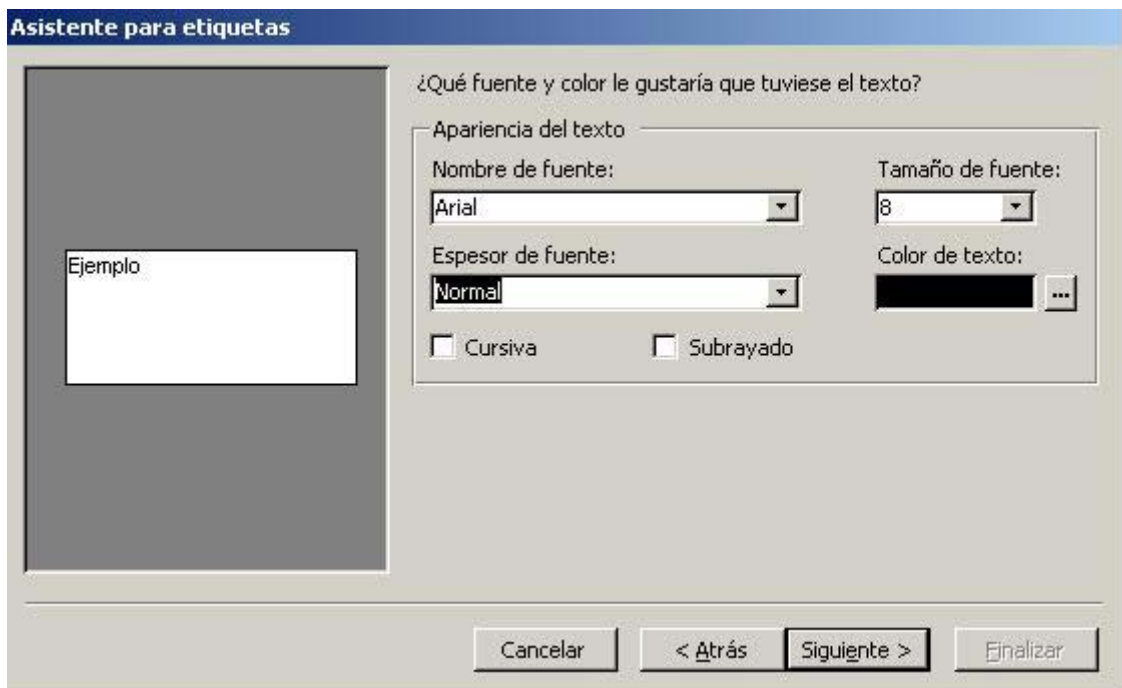 Asistente para etiquetas
¿Qué fuente y color le gustaría que tuviese el texto?
Apariencia del texto
Nombre de fuente: Tamaño de fuente:
Arial 8
Ejemplo
Espesor de fuente: Color de texto:
Normal ...
Cursiva Subrayado
Cancelar < Atrás Siguiente > Finalizar